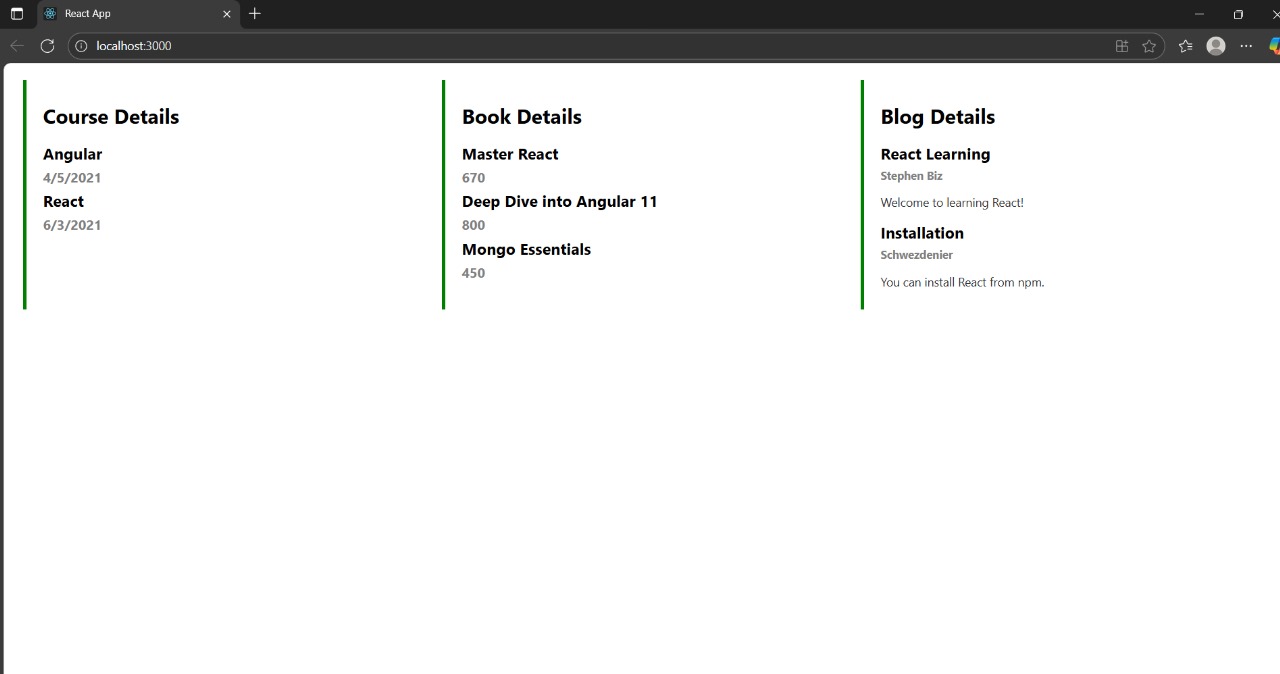 React App
localhost:3000
Course Details
Angular
4/5/2021
React
6/3/2021
Book Details
Master React
670
Deep Dive into Angular 11
800
Mongo Essentials
450
Blog Details
React Learning
Stephen Biz
Welcome to learning React!
Installation
Schwezdenier
You can install React from npm.